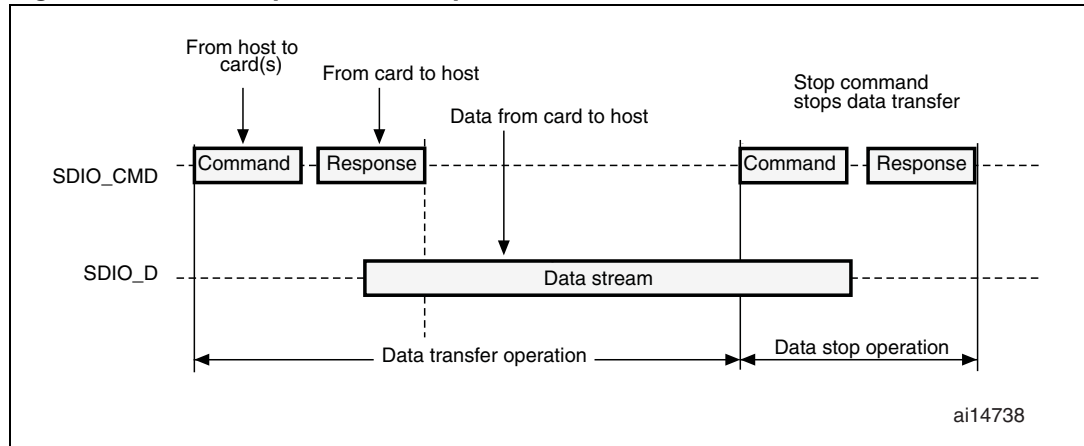 From host to
card(s)
From card to host
Data from card to host
Stop command
stops data transfer
SDIO_CMD
Command
Response
Command
Response
SDIO_D
Data stream
Data transfer operation
Data stop operation
ai14738